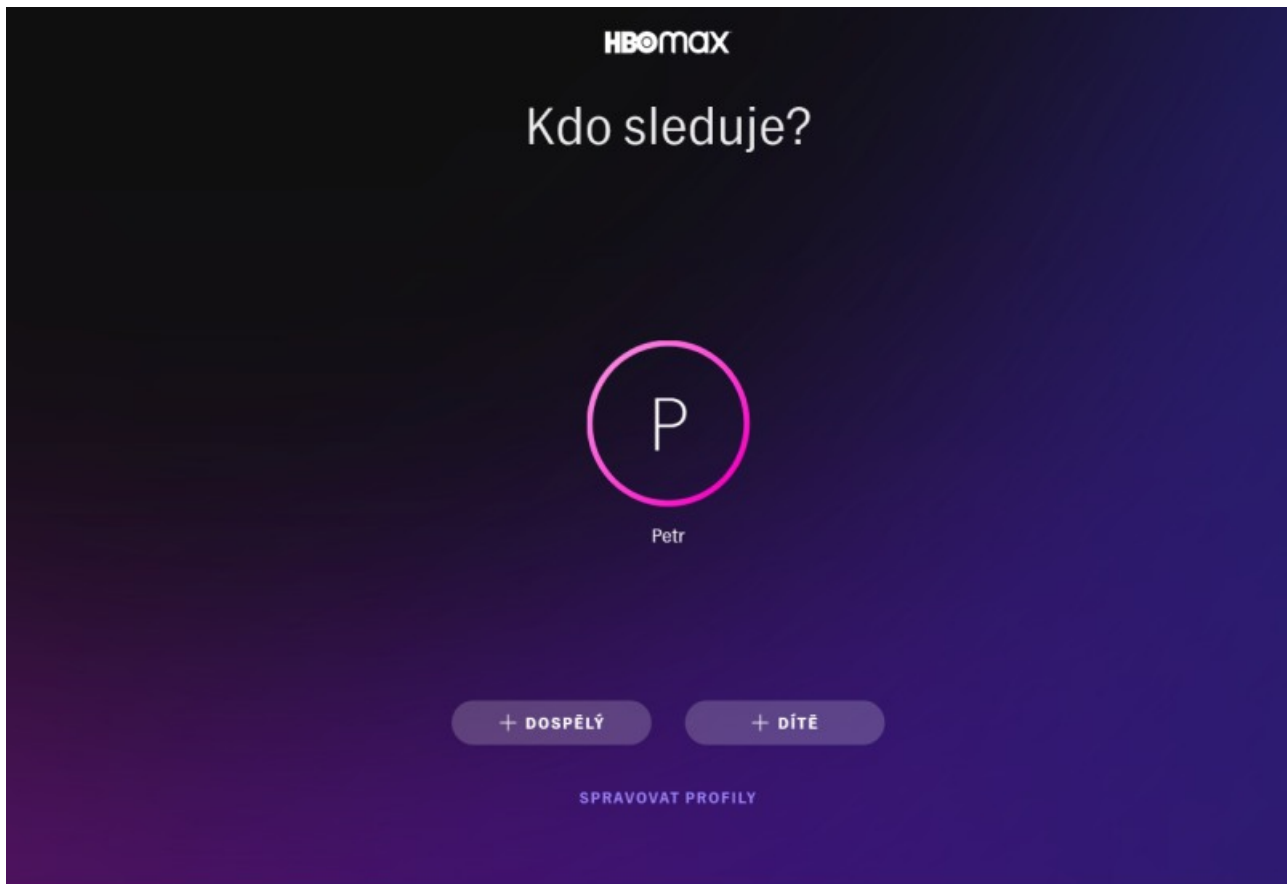 HBOmax
Kdo sleduje?
P
Petr
+ DOSPĚLÝ
+ DÍTĚ
SPRAVOVAT PROFILY